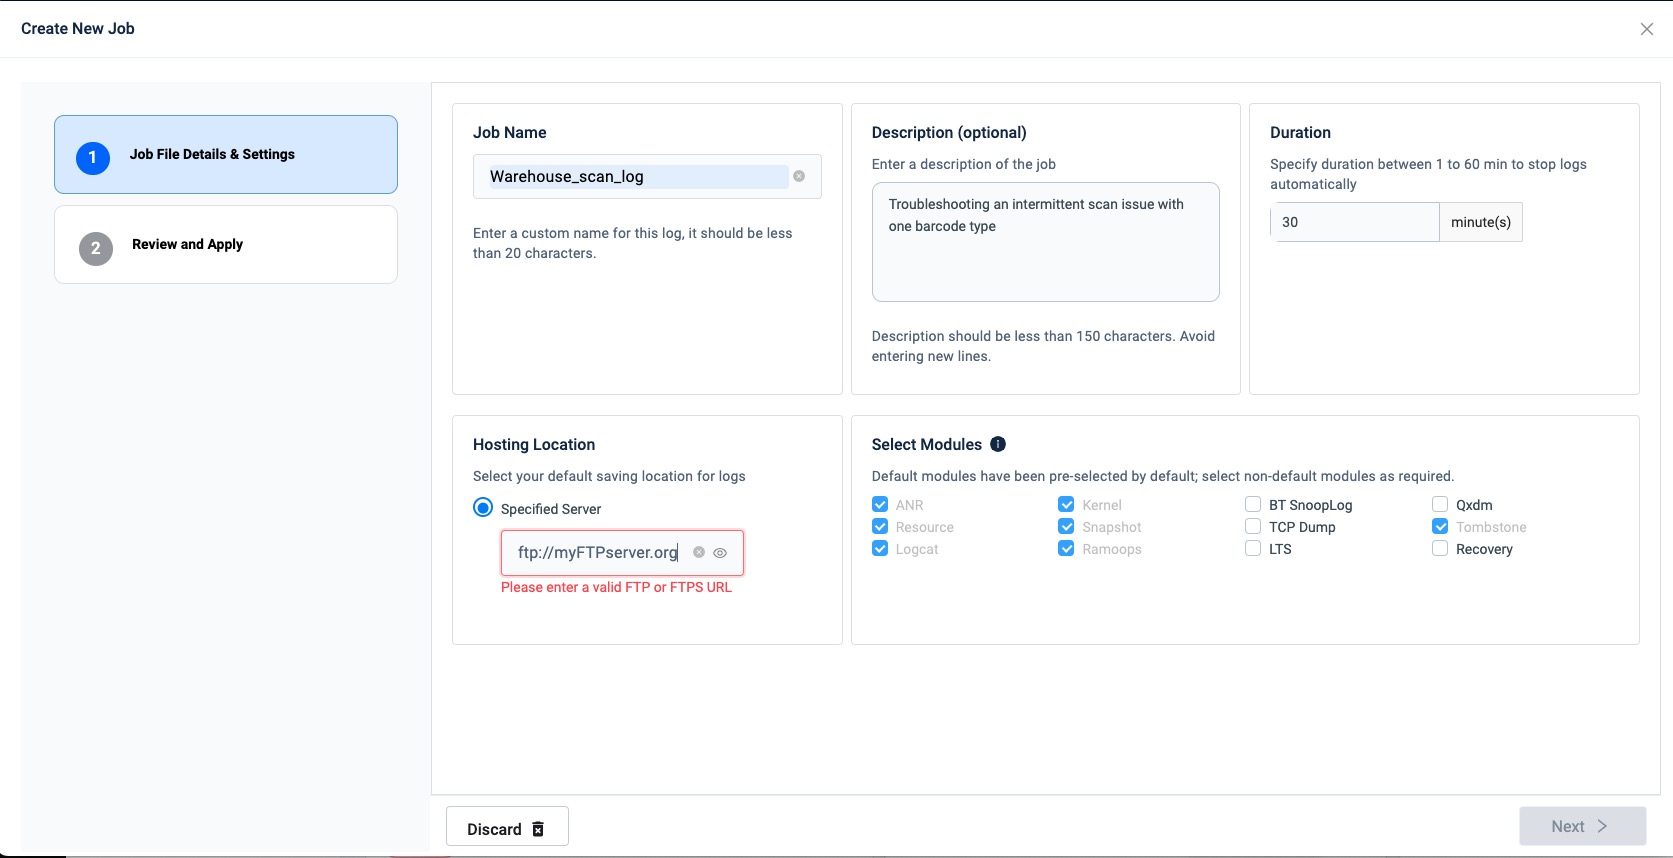 Create New Job
1
Job File Details & Settings
2
Review and Apply
Job Name
Warehouse_scan_log
Enter a custom name for this log, it should be less
than 20 characters.
Description (optional)
Enter a description of the job
Troubleshooting an intermittent scan issue with
one barcode type
Description should be less than 150 characters. Avoid
entering new lines.
Duration
Specify duration between 1 to 60 min to stop logs
automatically
30 minute(s)
Hosting Location
Select your default saving location for logs
Specified Server
ftp://myFTPserver.org
Please enter a valid FTP or FTPS URL
Select Modules
Default modules have been pre-selected by default; select non-default modules as required.
ANR Kernel BT SnoopLog Qxdm
Resource Snapshot TCP Dump Tombstone
Logcat Ramoops LTS Recovery
Discard
Next